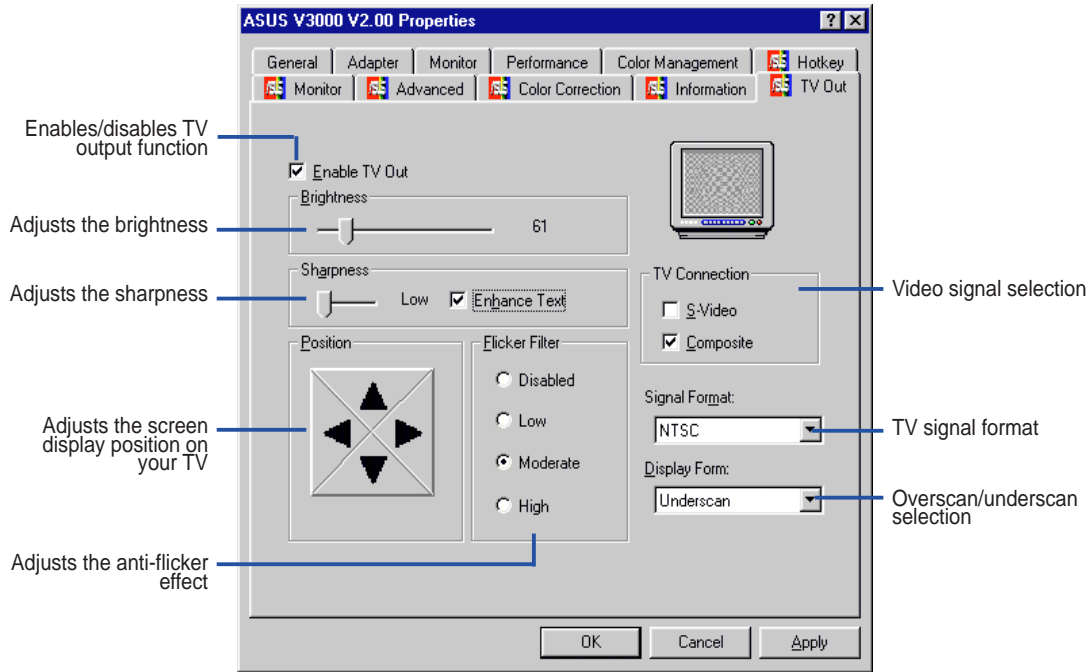 ASUS V3000 V2.00 Properties
General
Adapter
Monitor
Performance
Color Management
Hotkey
Monitor
Advanced
Color Correction
Information
TV Out
Enables/disables TV
output function
Enable TV Out
Brightness
Adjusts the brightness
61
Sharpness
Adjusts the sharpness
Low
Enhance Text
TV Connection
Video signal selection
S-Video
Composite
Position
Flicker Filter
Disabled
Low
Moderate
High
Adjusts the screen
display position on
your TV
Signal Format:
NTSC
TV signal format
Display Form:
Underscan
Overscan/underscan
selection
Adjusts the anti-flicker
effect
OK
Cancel
Apply